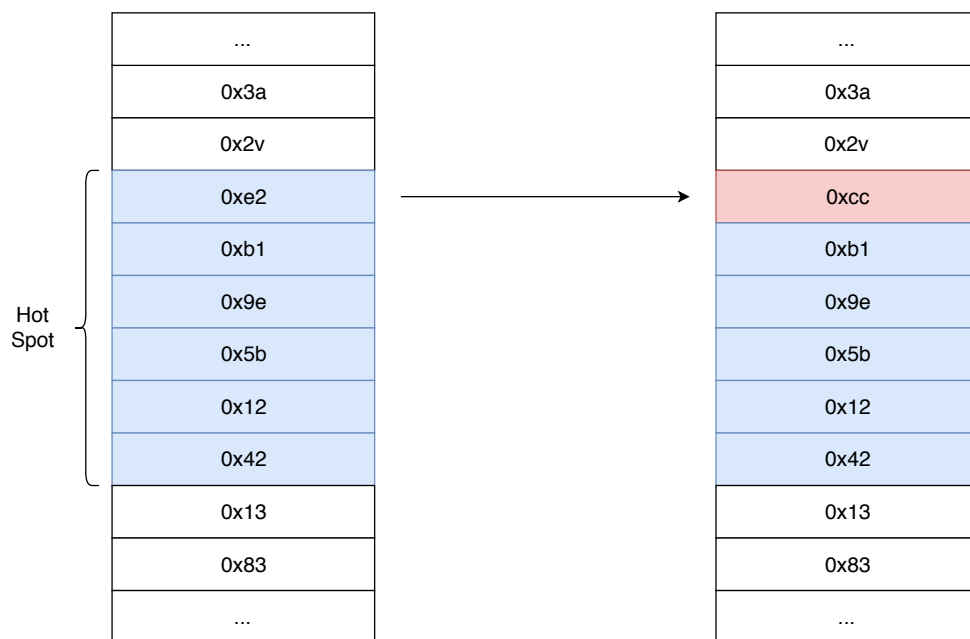 ...
0x3a
0x2v
0xe2
0xb1
0x9e
0x5b
0x12
0x42
0x13
0x83
...
Hot
Spot
...
0x3a
0x2v
0xcc
0xb1
0x9e
0x5b
0x12
0x42
0x13
0x83
...